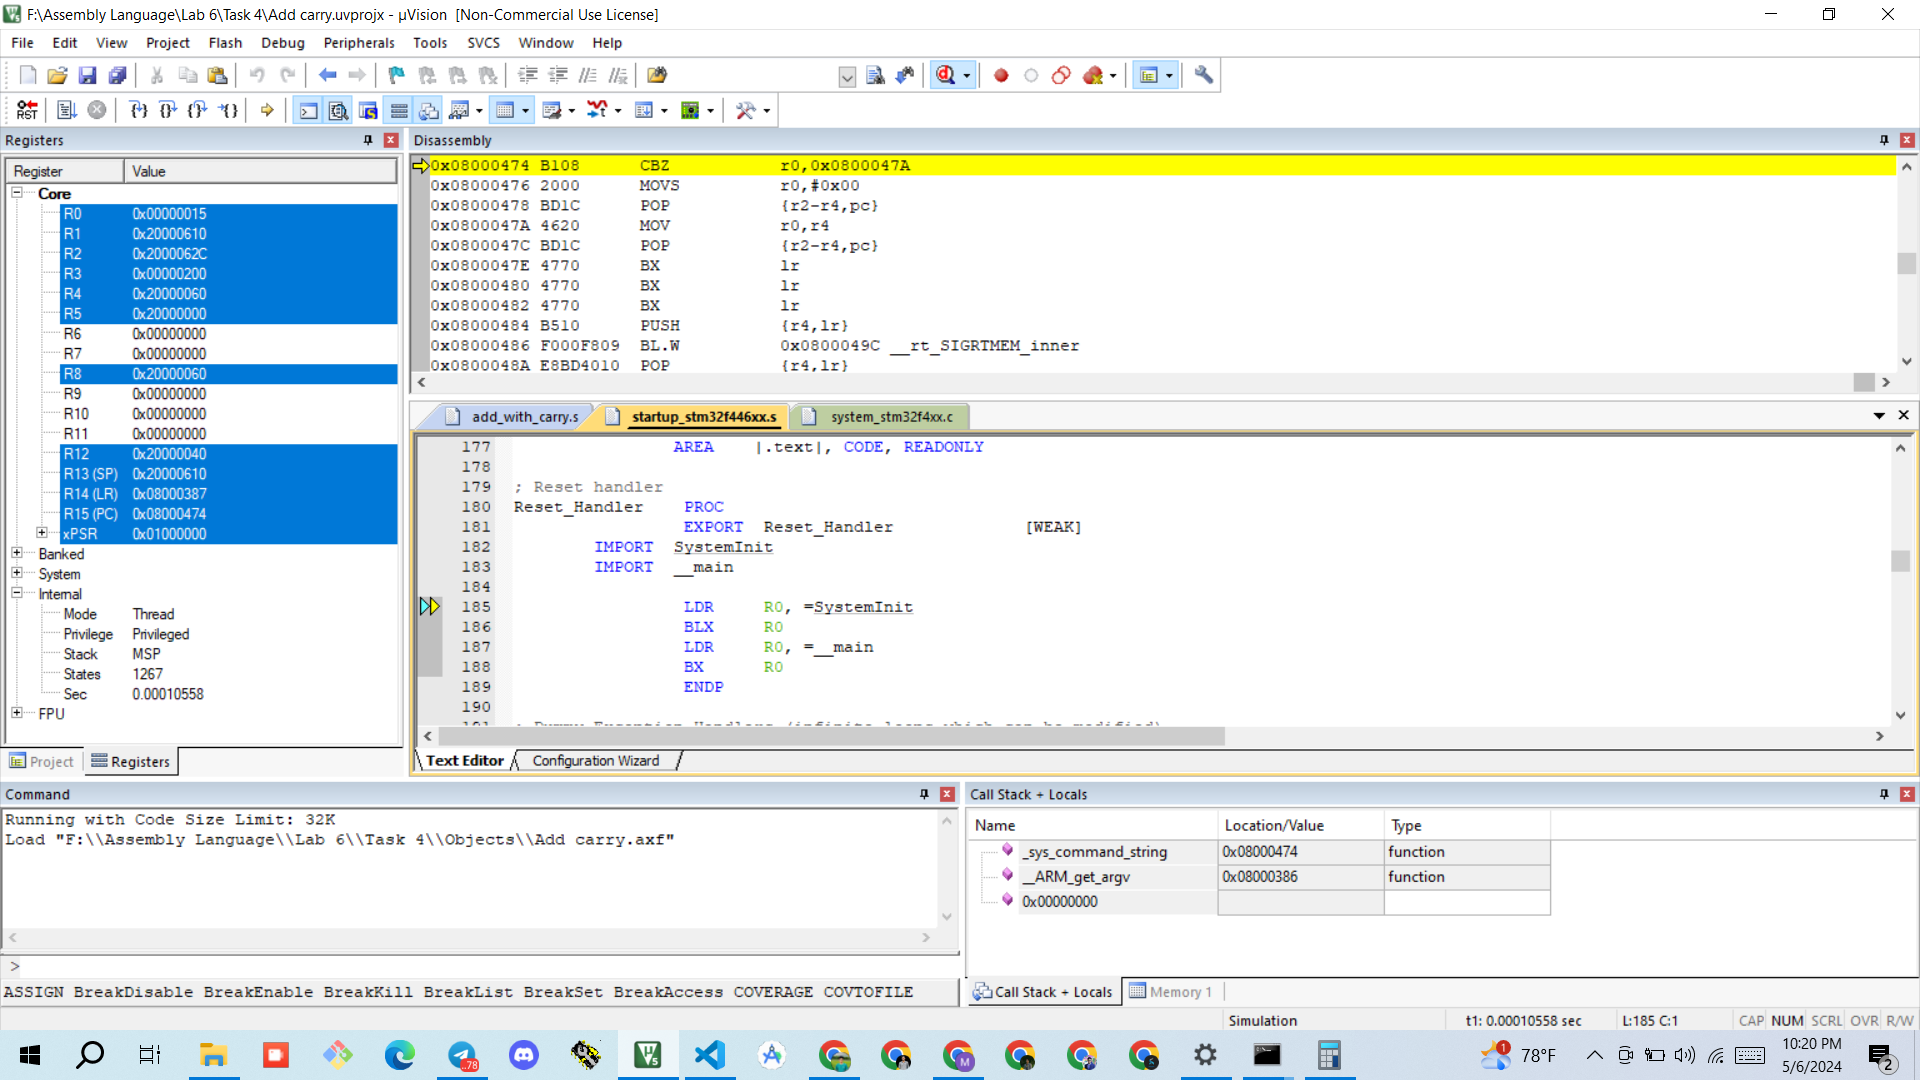 F:\Assembly Language\Lab 6\Task 4\Add carry.uvprojx - µVision  [Non-Commercial Use License]
File Edit View Project Flash Debug Peripherals Tools SVCS Window Help
Registers
Register Value
Core
R0 0x00000015
R1 0x20000610
R2 0x2000062C
R3 0x00000200
R4 0x20000060
R5 0x20000000
R6 0x00000000
R7 0x00000000
R8 0x20000060
R9 0x00000000
R10 0x00000000
R11 0x00000000
R12 0x20000040
R13 (SP) 0x20000610
R14 (LR) 0x08000387
R15 (PC) 0x08000474
xPSR 0x01000000
Banked
System
Internal
Mode Thread
Privilege Privileged
Stack MSP
States 1267
Sec 0.00010558
FPU
Project Registers
Disassembly
0x08000474 B108 CBZ r0,0x0800047A
0x08000476 2000 MOVS r0,#0x00
0x08000478 BD1C POP {r2-r4,pc}
0x0800047A 4620 MOV r0,r4
0x0800047C BD1C POP {r2-r4,pc}
0x0800047E 4770 BX lr
0x08000480 4770 BX lr
0x08000482 4770 BX lr
0x08000484 B510 PUSH {r4,lr}
0x08000486 F000F809 BL.W 0x0800049C __rt_SIGRTMEM_inner
0x0800048A E8BD4010 POP {r4,lr}
add_with_carry.s startup_stm32f446xx.s system_stm32f4xx.c
177 AREA |.text|, CODE, READONLY
178
179 ; Reset handler
180 Reset_Handler PROC
181 EXPORT Reset_Handler [WEAK]
182 IMPORT SystemInit
183 IMPORT __main
184
185 LDR R0, =SystemInit
186 BLX R0
187 LDR R0, =__main
188 BX R0
189 ENDP
190
191 ; Dummy Exception Handlers (infinite loops which can be modified)
Text Editor Configuration Wizard
Command
Running with Code Size Limit: 32K
Load "F:\\Assembly Language\\Lab 6\\Task 4\\Objects\\Add carry.axf"
>
ASSIGN BreakDisable BreakEnable BreakKill BreakList BreakSet BreakAccess COVERAGE COVTOFILE
Call Stack + Locals
Name Location/Value Type
_sys_command_string 0x08000474 function
__ARM_get_argv 0x08000386 function
0x00000000
Call Stack + Locals Memory 1
Simulation t1: 0.00010558 sec L:185 C:1 CAP NUM SCRL OVR R/W
78°F
10:20 PM
5/6/2024